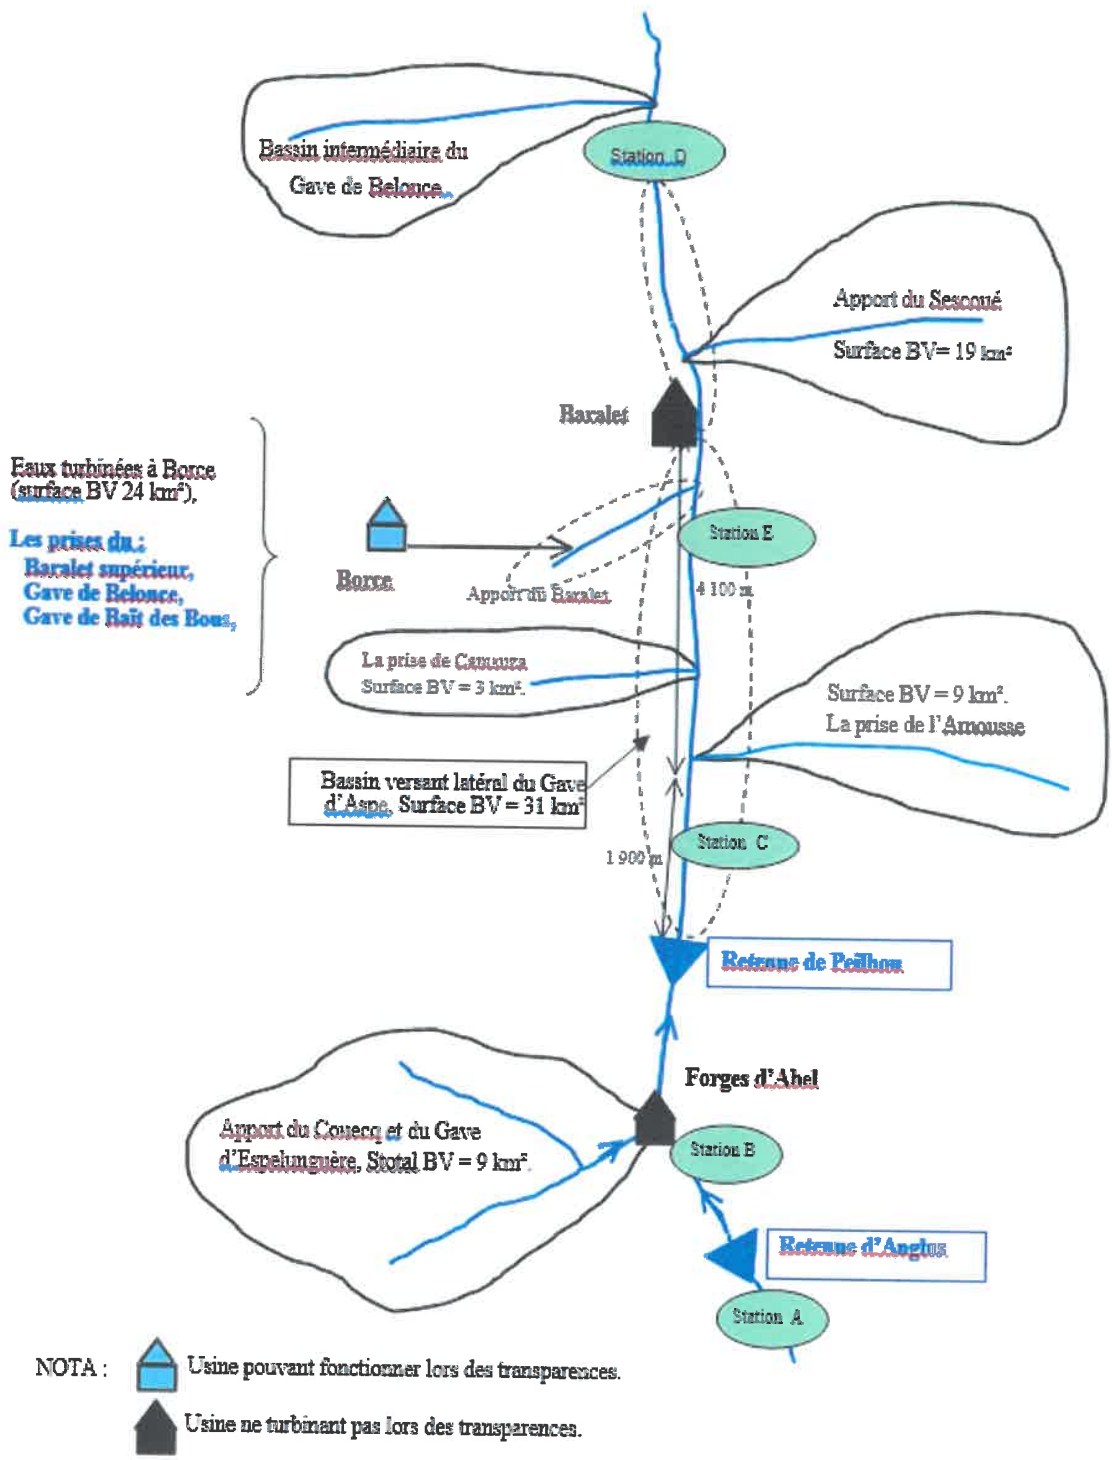 Bassin intermédiaire du
Gave de Belonce
Station D
Apport du Sescoué
Surface BV= 19 km²
Baralet
Eaux turbinées à Borce
(surface BV 24 km²),
Les prises du :
Baralet supérieur,
Gave de Belonce,
Gave de Rait des Bous,
Borce
Station E
Apport du Baralet
4 100 m
La prise de Camouza
Surface BV = 3 km².
Surface BV = 9 km².
La prise de l'Arnousse
Bassin versant latéral du Gave
d'Aspe, Surface BV = 31 km²
Station C
1 900 m
Retenue de Peilhou
Forges d'Abel
Apport du Couecq et du Gave
d'Espelunguère, Stotal BV = 9 km².
Station B
Retenue d'Anglus
Station A
NOTA :
Usine pouvant fonctionner lors des transparences.
Usine ne turbinant pas lors des transparences.